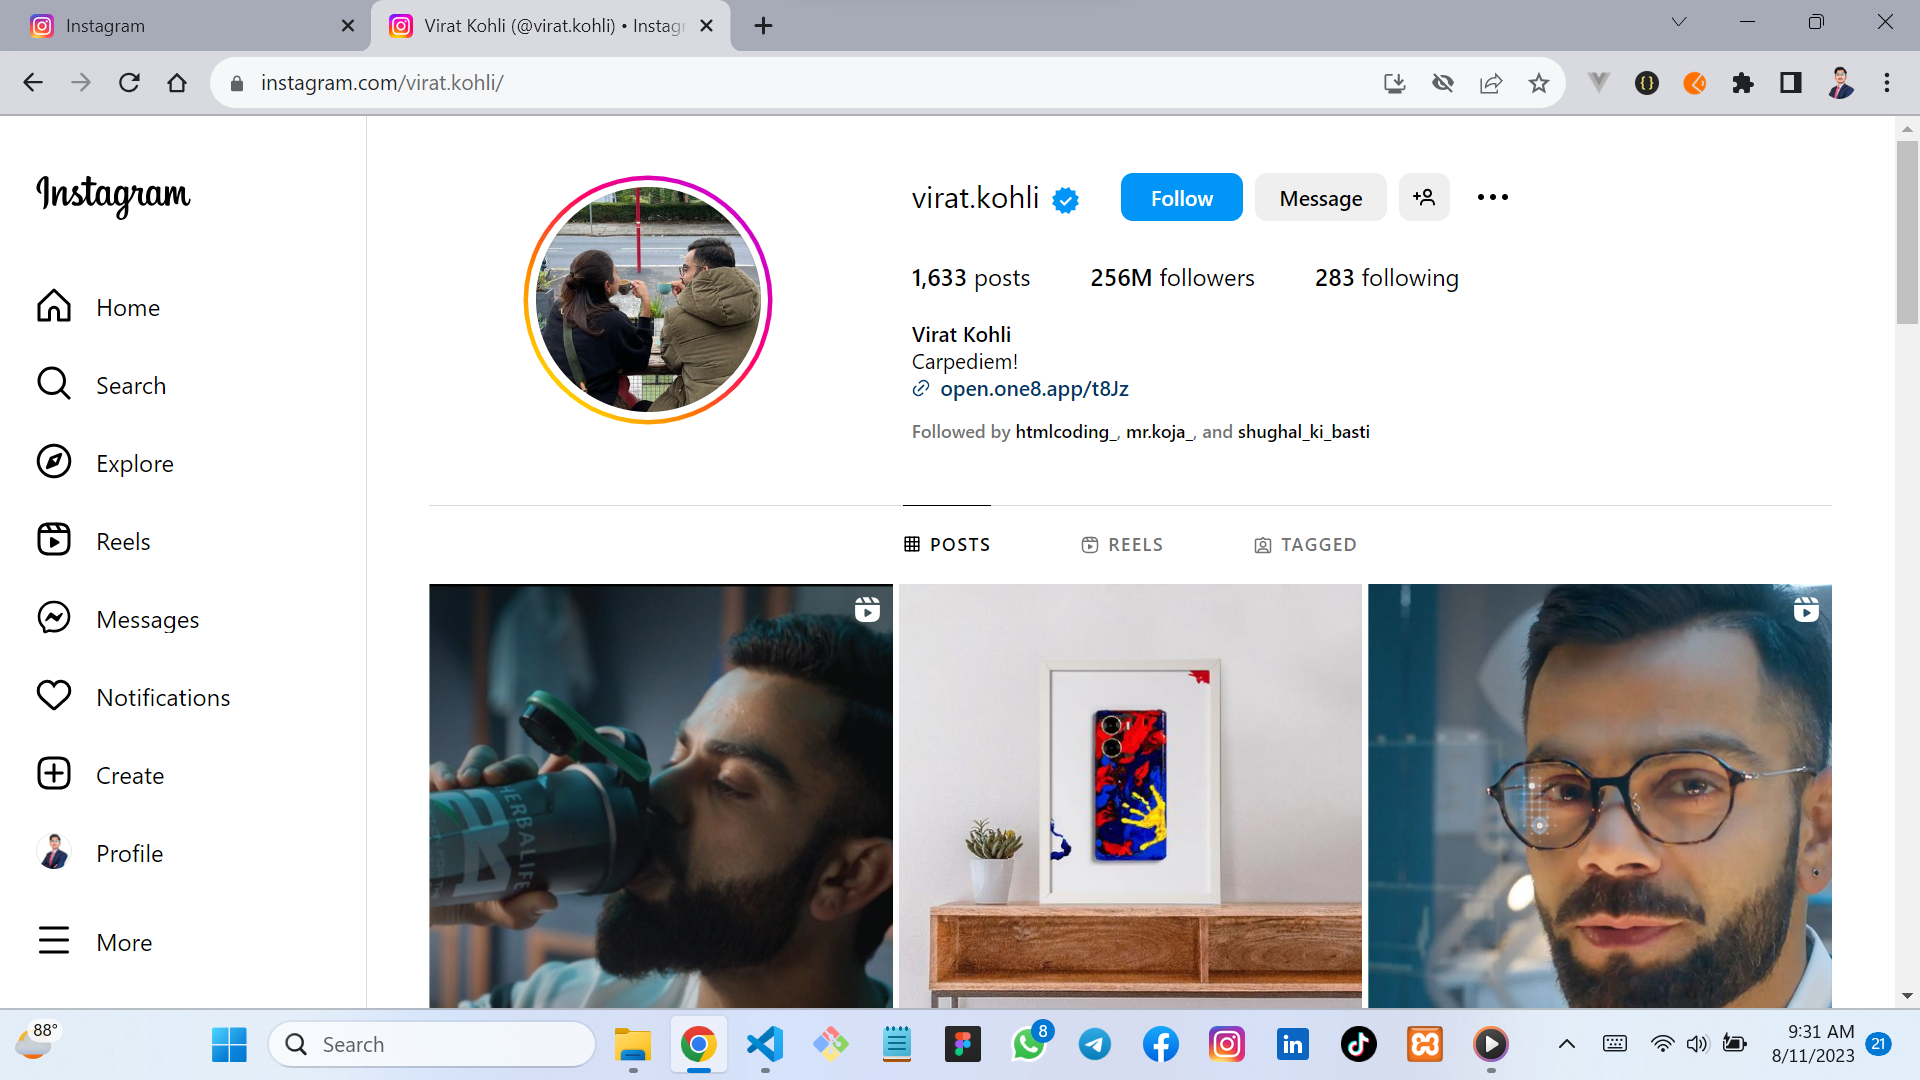 Instagram
Virat Kohli (@virat.kohli) • Instagr
instagram.com/virat.kohli/
Instagram
Home
Search
Explore
Reels
Messages
Notifications
Create
Profile
More
virat.kohli
Follow
Message
1,633 posts
256M followers
283 following
Virat Kohli
Carpediem!
open.one8.app/t8Jz
Followed by htmlcoding_, mr.koja_, and shughal_ki_basti
POSTS
REELS
TAGGED
HERBALIFE
88°
Search
8
9:31 AM
8/11/2023
21